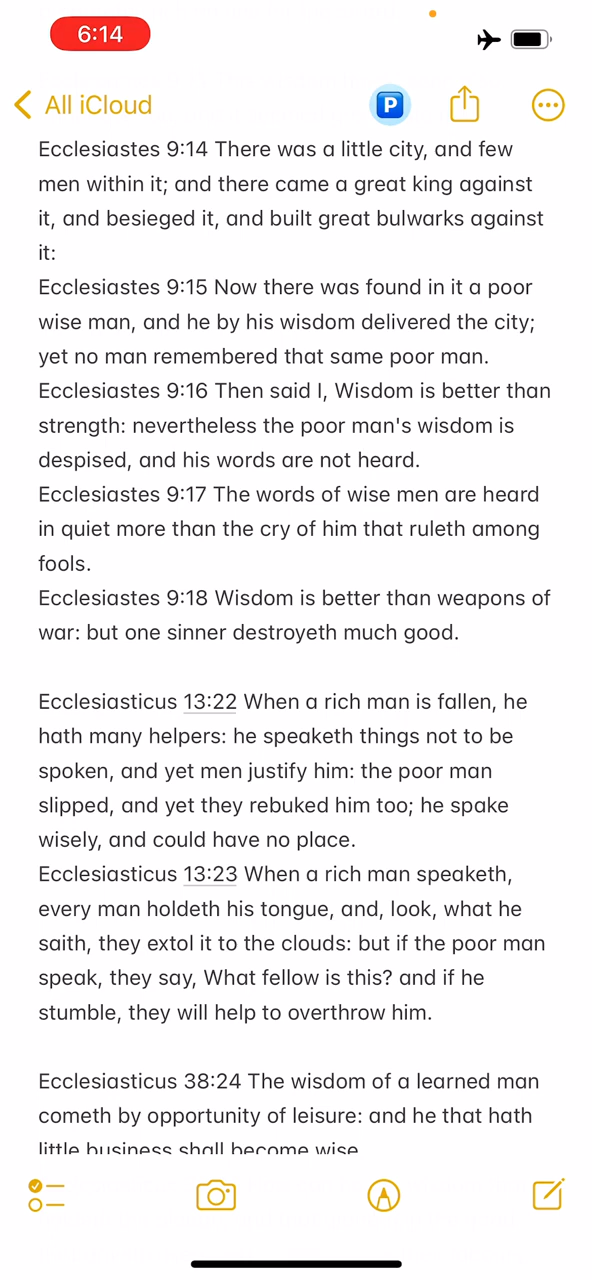 6:14
All iCloud
P
Ecclesiastes 9:14 There was a little city, and few
men within it; and there came a great king against
it, and besieged it, and built great bulwarks against
it:
Ecclesiastes 9:15 Now there was found in it a poor
wise man, and he by his wisdom delivered the city;
yet no man remembered that same poor man.
Ecclesiastes 9:16 Then said I, Wisdom is better than
strength: nevertheless the poor man's wisdom is
despised, and his words are not heard.
Ecclesiastes 9:17 The words of wise men are heard
in quiet more than the cry of him that ruleth among
fools.
Ecclesiastes 9:18 Wisdom is better than weapons of
war: but one sinner destroyeth much good.
Ecclesiasticus 13:22 When a rich man is fallen, he
hath many helpers: he speaketh things not to be
spoken, and yet men justify him: the poor man
slipped, and yet they rebuked him too; he spake
wisely, and could have no place.
Ecclesiasticus 13:23 When a rich man speaketh,
every man holdeth his tongue, and, look, what he
saith, they extol it to the clouds: but if the poor man
speak, they say, What fellow is this? and if he
stumble, they will help to overthrow him.
Ecclesiasticus 38:24 The wisdom of a learned man
cometh by opportunity of leisure: and he that hath
little business shall become wise